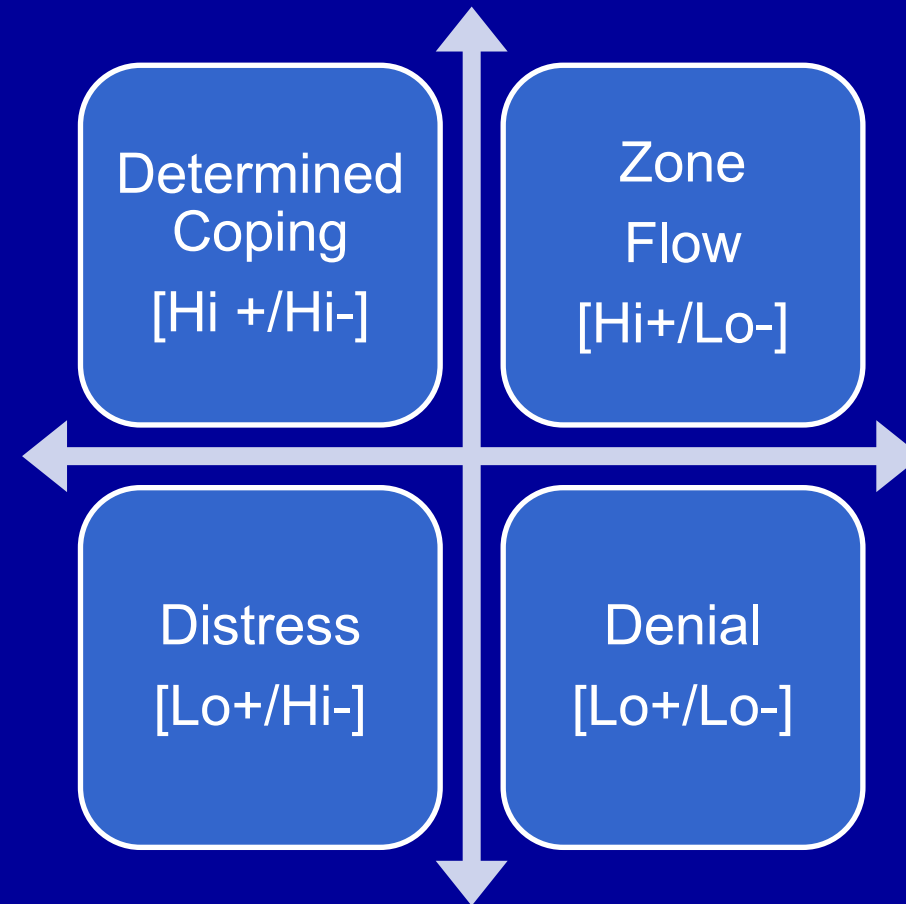 Determined
Coping
[Hi +/Hi-]
Zone
Flow
[Hi+/Lo-]
Distress
[Lo+/Hi-]
Denial
[Lo+/Lo-]